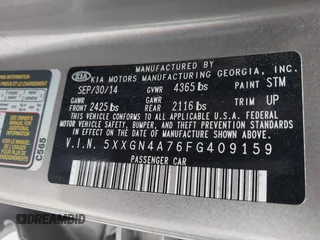 MANUFACTURED BY
KIA KIA MOTORS MANUFACTURING GEORGIA, INC.
SEP/30/14 GVWR 4365 lbs PAINT STM
GAWR GAWR
FRONT 2425 lbs REAR 2116 lbs TRIM UP
This vehicle conforms to all applicable U.S.A. Federal
Motor Vehicle Safety, Bumper, And Theft Prevention
Standards in effect on the date of manufacture shown above.
V.I.N. 5XXGN4A76FG409159
PASSENGER CAR
C565
DREAMBID